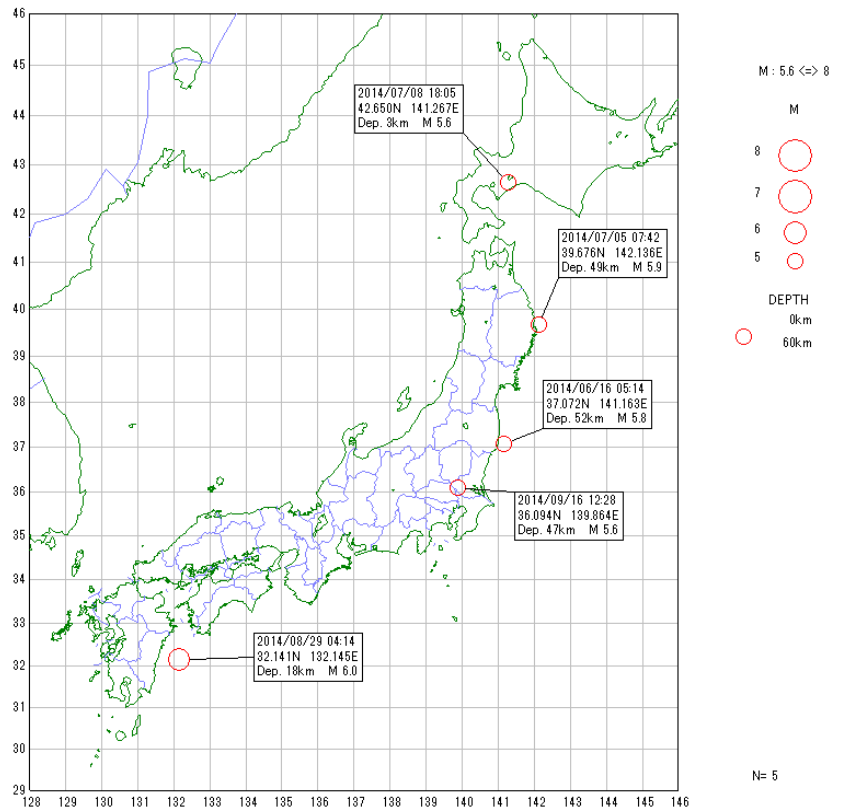 46
45
44
43
42
41
40
39
38
37
36
35
34
33
32
31
30
29
128 129 130 131 132 133 134 135 136 137 138 139 140 141 142 143 144 145 146
2014/07/08 18:05
42.650N 141.267E
Dep. 3km M 5.6
2014/07/05 07:42
39.676N 142.136E
Dep. 49km M 5.9
2014/06/16 05:14
37.072N 141.163E
Dep. 52km M 5.8
2014/09/16 12:28
36.094N 139.864E
Dep. 47km M 5.6
2014/08/29 04:14
32.141N 132.145E
Dep. 18km M 6.0
M : 5.6 <=> 8
M
8
7
6
5
DEPTH
0km
60km
N= 5